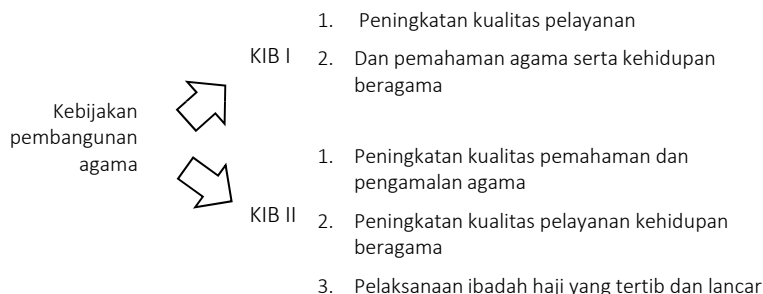 Kebijakan
pembangunan
agama
KIB I
1. Peningkatan kualitas pelayanan
2. Dan pemahaman agama serta kehidupan
beragama
KIB II
1. Peningkatan kualitas pemahaman dan
pengamalan agama
2. Peningkatan kualitas pelayanan kehidupan
beragama
3. Pelaksanaan ibadah haji yang tertib dan lancar